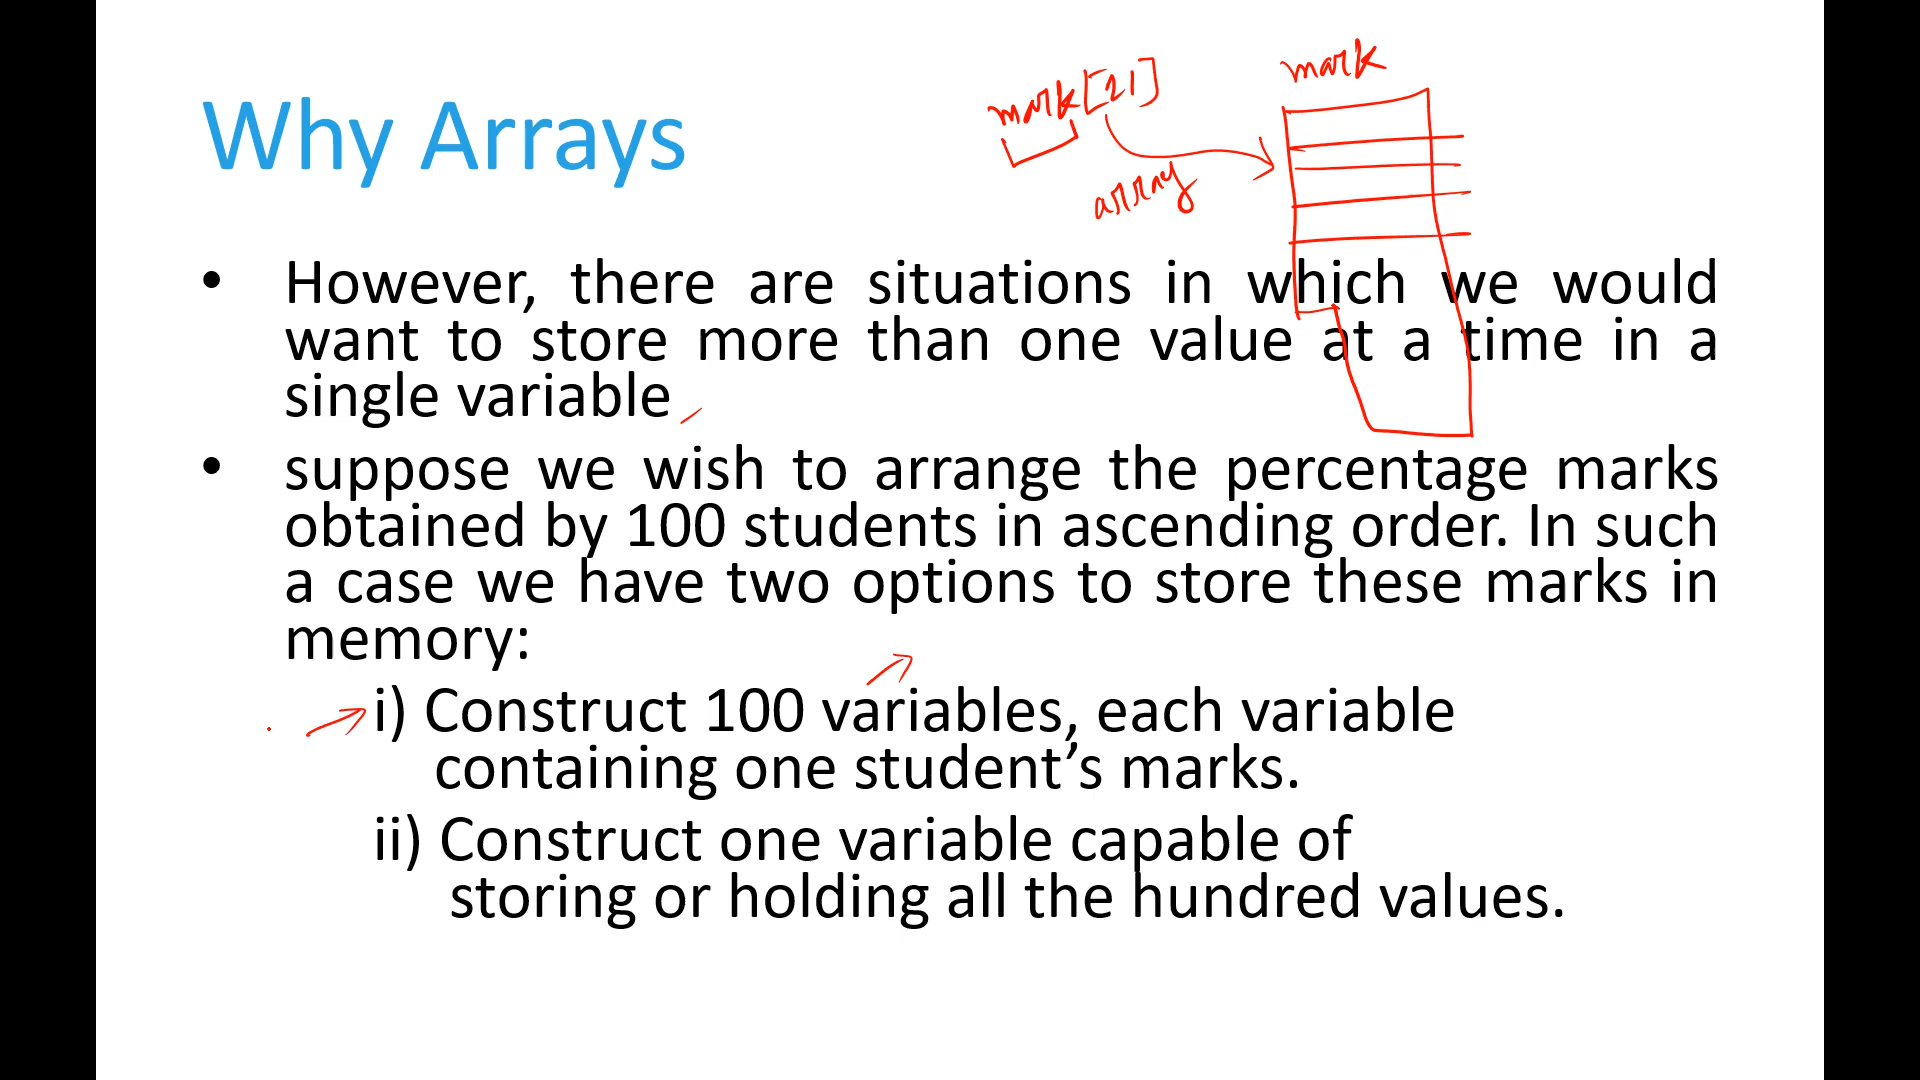 mark[21]
mark
array
Why Arrays
• However, there are situations in which we would
want to store more than one value at a time in a
single variable
• suppose we wish to arrange the percentage marks
obtained by 100 students in ascending order. In such
a case we have two options to store these marks in
memory:
i) Construct 100 variables, each variable
containing one student’s marks.
ii) Construct one variable capable of
storing or holding all the hundred values.